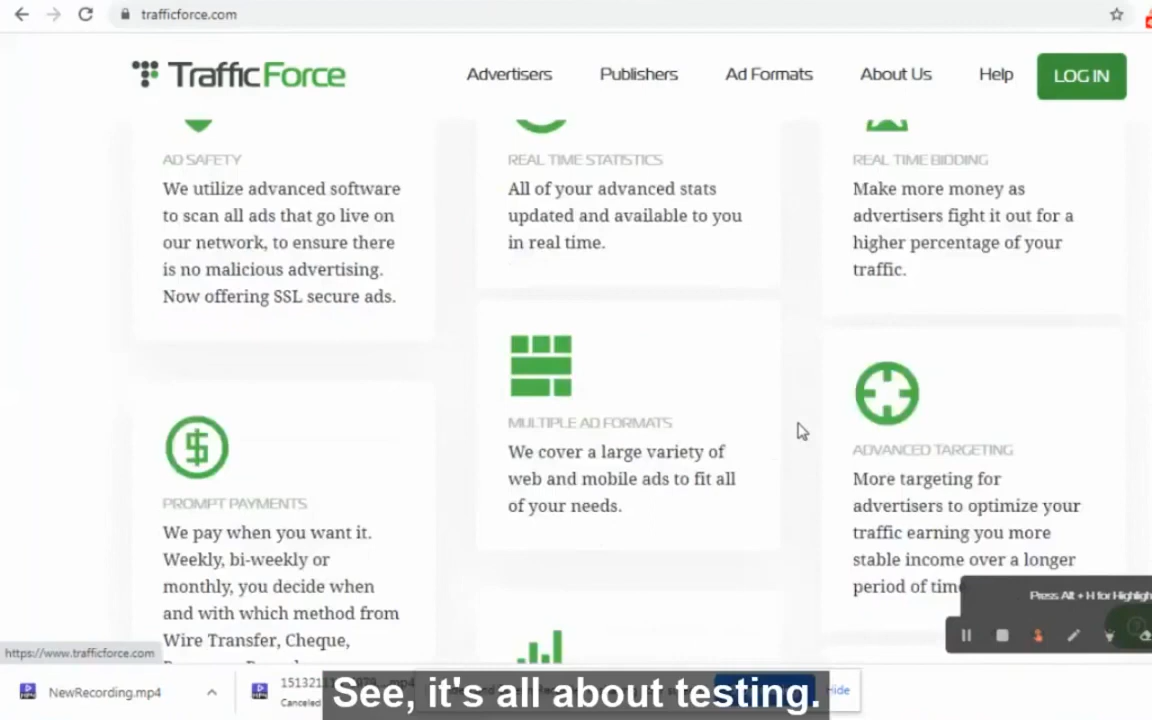 trafficforce.com
TrafficForce
Advertisers
Publishers
Ad Formats
About Us
Help
LOG IN
AD SAFETY
We utilize advanced software
to scan all ads that go live on
our network, to ensure there
is no malicious advertising.
Now offering SSL secure ads.
REAL TIME STATISTICS
All of your advanced stats
updated and available to you
in real time.
REAL TIME BIDDING
Make more money as
advertisers fight it out for a
higher percentage of your
traffic.
PROMPT PAYMENTS
We pay when you want it.
Weekly, bi-weekly or
monthly, you decide when
and with which method from
Wire Transfer, Cheque,
MULTIPLE AD FORMATS
We cover a large variety of
web and mobile ads to fit all
of your needs.
ADVANCED TARGETING
More targeting for
advertisers to optimize your
traffic earning you more
stable income over a longer
period of time
Press Alt + H for Highligh
https://www.trafficforce.com
NewRecording.mp4
Canceled
Hide
See, it's all about testing.